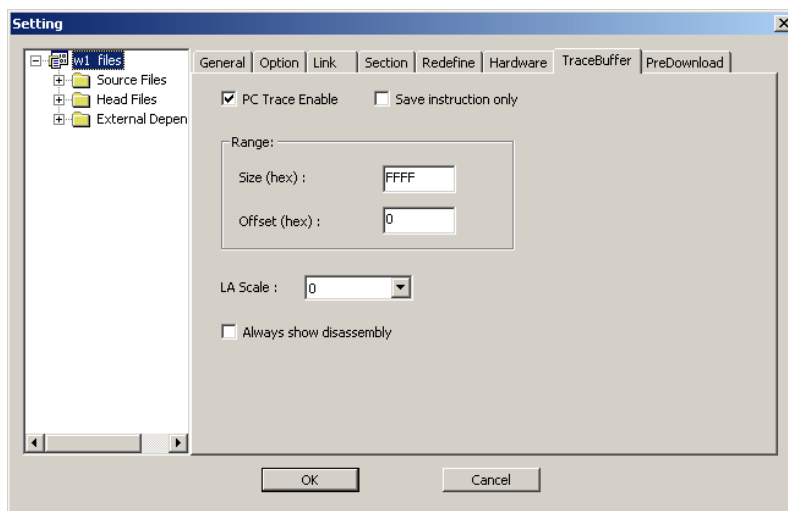 Setting
w1 files
Source Files
Head Files
External Depen
General Option Link Section Redefine Hardware TraceBuffer PreDownload
PC Trace Enable Save instruction only
Range:
Size (hex) : FFFF
Offset (hex) : 0
LA Scale : 0
Always show disassembly
OK Cancel